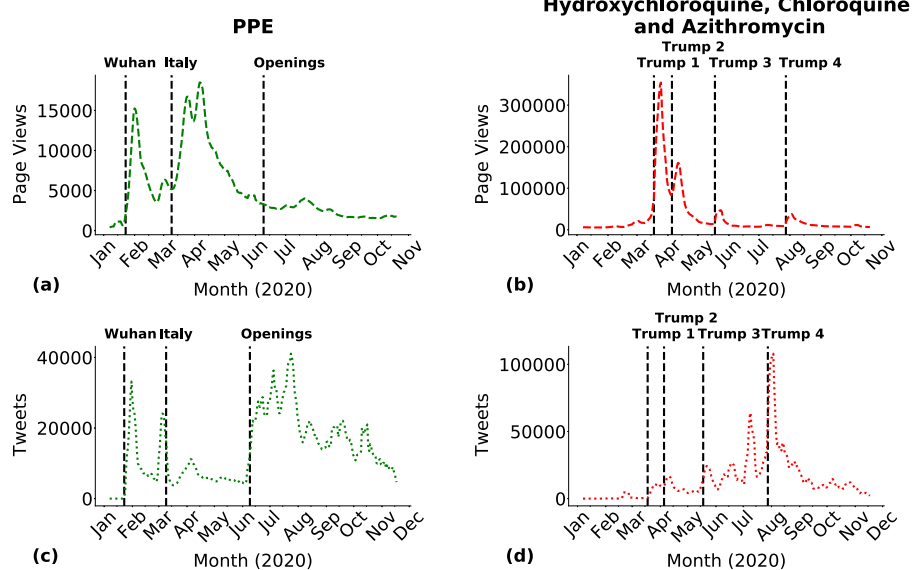 PPE
Hydroxychloroquine, Chloroquine
and Azithromycin
Wuhan Italy Openings
15000
10000
5000
0
Page Views
Jan Feb Mar Apr May Jun Jul Aug Sep Oct Nov
(a)
Month (2020)
Trump 2
Trump 1 Trump 3 Trump 4
300000
200000
100000
0
Page Views
Jan Feb Mar Apr May Jun Jul Aug Sep Oct Nov
(b)
Month (2020)
Wuhan Italy Openings
40000
20000
0
Tweets
Jan Feb Mar Apr May Jun Jul Aug Sep Oct Nov Dec
(c)
Month (2020)
Trump 2
Trump 1 Trump 3 Trump 4
100000
50000
0
Tweets
Jan Feb Mar Apr May Jun Jul Aug Sep Oct Nov Dec
(d)
Month (2020)